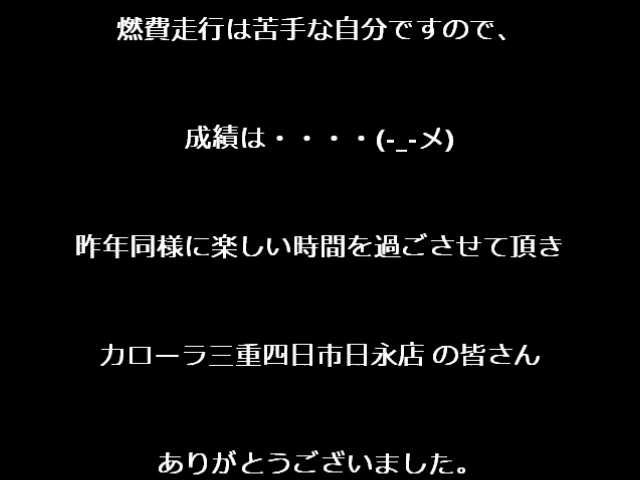 燃費走行は苦手な自分ですので、
成績は・・・・(-_-メ)
昨年同様に楽しい時間を過ごさせて頂き
カローラ三重四日市日永店 の皆さん
ありがとうございました。